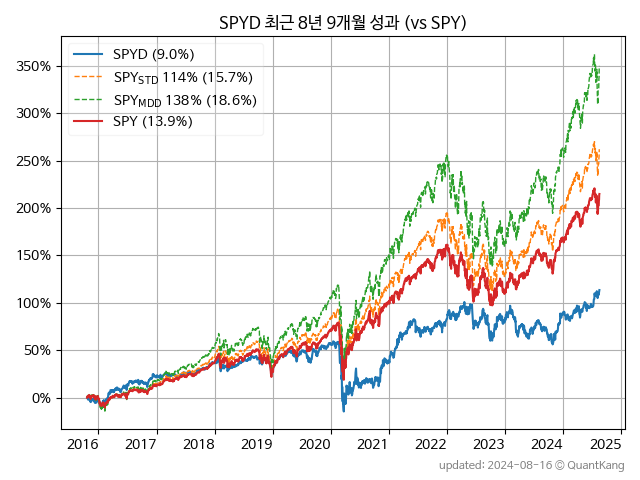 SPYD 최근 8년 9개월 성과 (vs SPY)
SPYD (9.0%)
SPY_STD 114% (15.7%)
SPY_MDD 138% (18.6%)
SPY (13.9%)
350%
300%
250%
200%
150%
100%
50%
0%
2016 2017 2018 2019 2020 2021 2022 2023 2024 2025
updated: 2024-08-16 © QuantKang